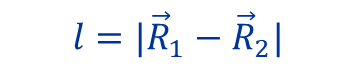 l = |R⃗₁ − R⃗₂|